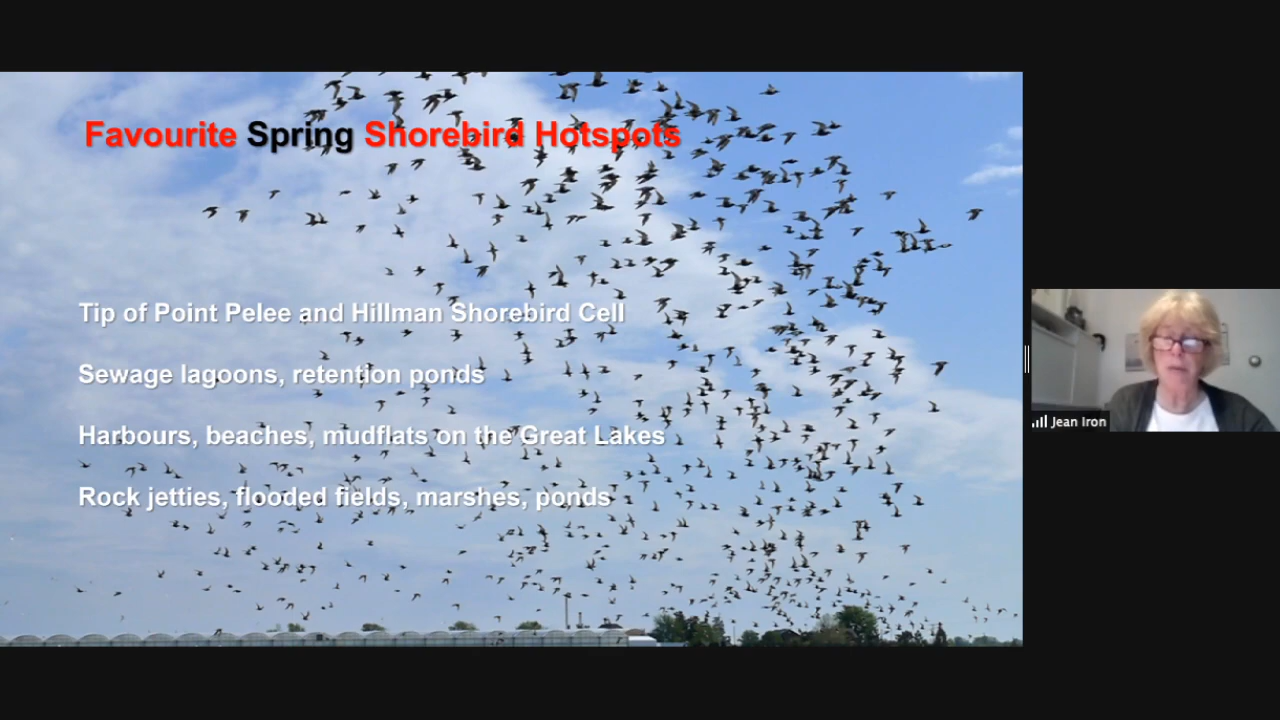 Favourite Spring Shorebird Hotspots
Tip of Point Pelee and Hillman Shorebird Cell
Sewage lagoons, retention ponds
Harbours, beaches, mudflats on the Great Lakes
Rock jetties, flooded fields, marshes, ponds
Jean Iron